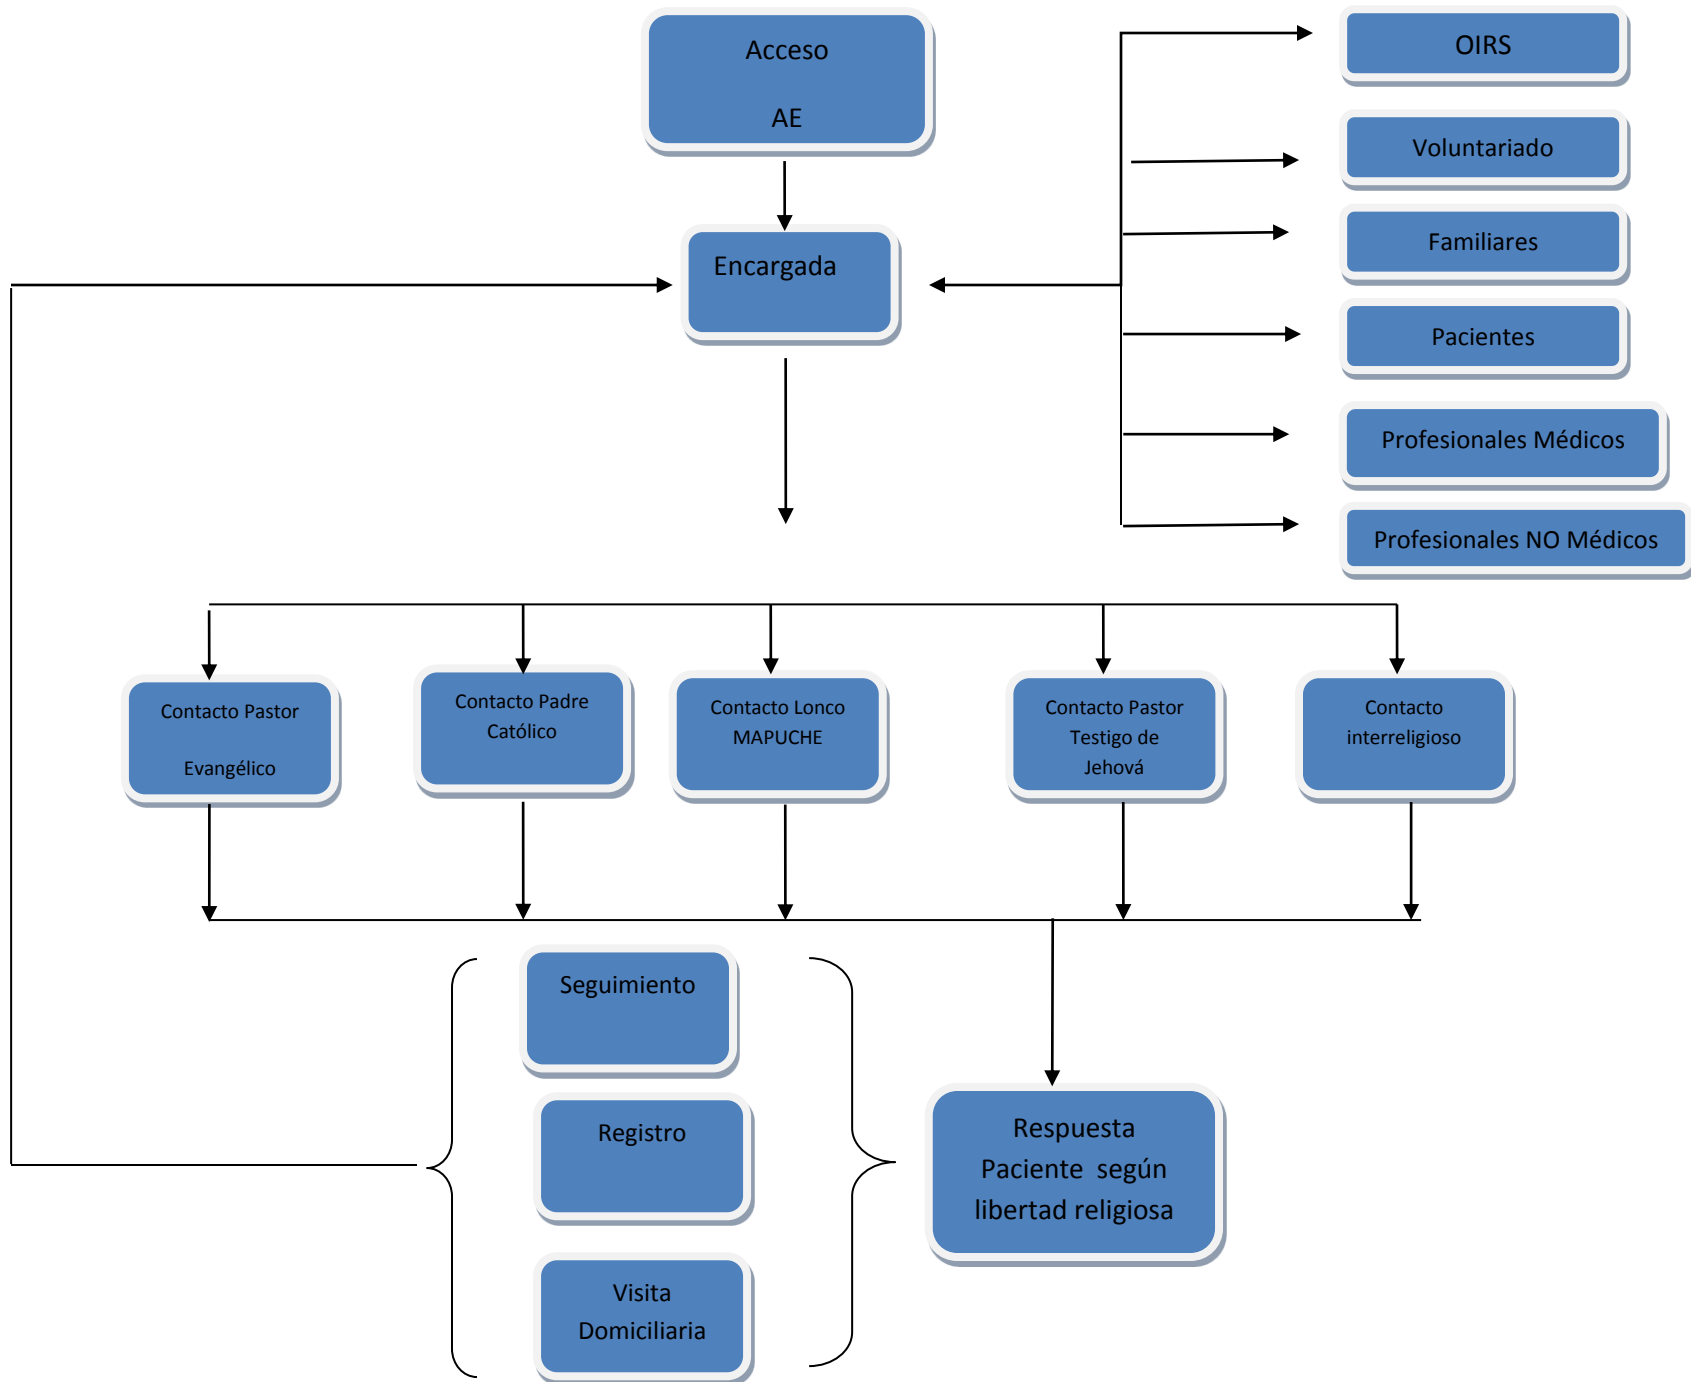 Acceso
AE
OIRS
Voluntariado
Familiares
Encargada
Pacientes
Profesionales Médicos
Profesionales NO Médicos
Contacto Pastor
Evangélico
Contacto Padre
Católico
Contacto Lonco
MAPUCHE
Contacto Pastor
Testigo de
Jehová
Contacto
interreligioso
Seguimiento
Registro
Visita
Domiciliaria
Respuesta
Paciente según
libertad religiosa